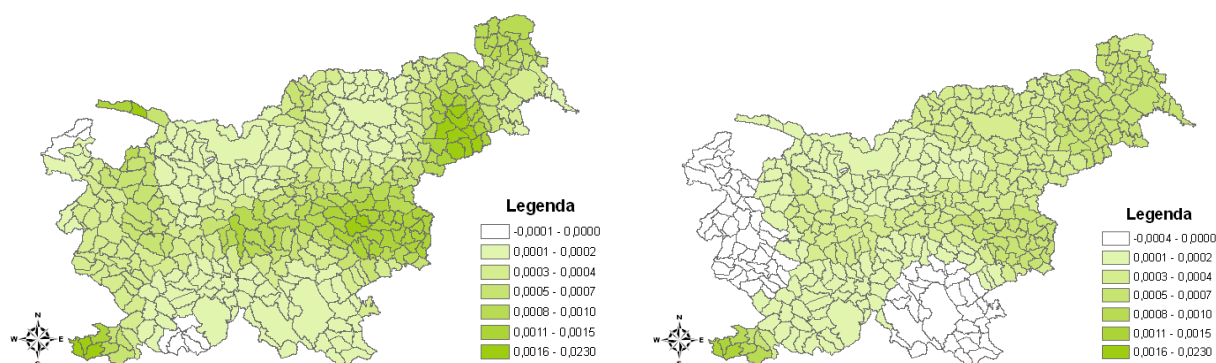 Legenda
-0,0001 - 0,0000
0,0001 - 0,0002
0,0003 - 0,0004
0,0005 - 0,0007
0,0008 - 0,0010
0,0011 - 0,0015
0,0016 - 0,0230
N
W E
S
Legenda
-0,0004 - 0,0000
0,0001 - 0,0002
0,0003 - 0,0004
0,0005 - 0,0007
0,0008 - 0,0010
0,0011 - 0,0015
0,0016 - 0,0230
N
W E
S